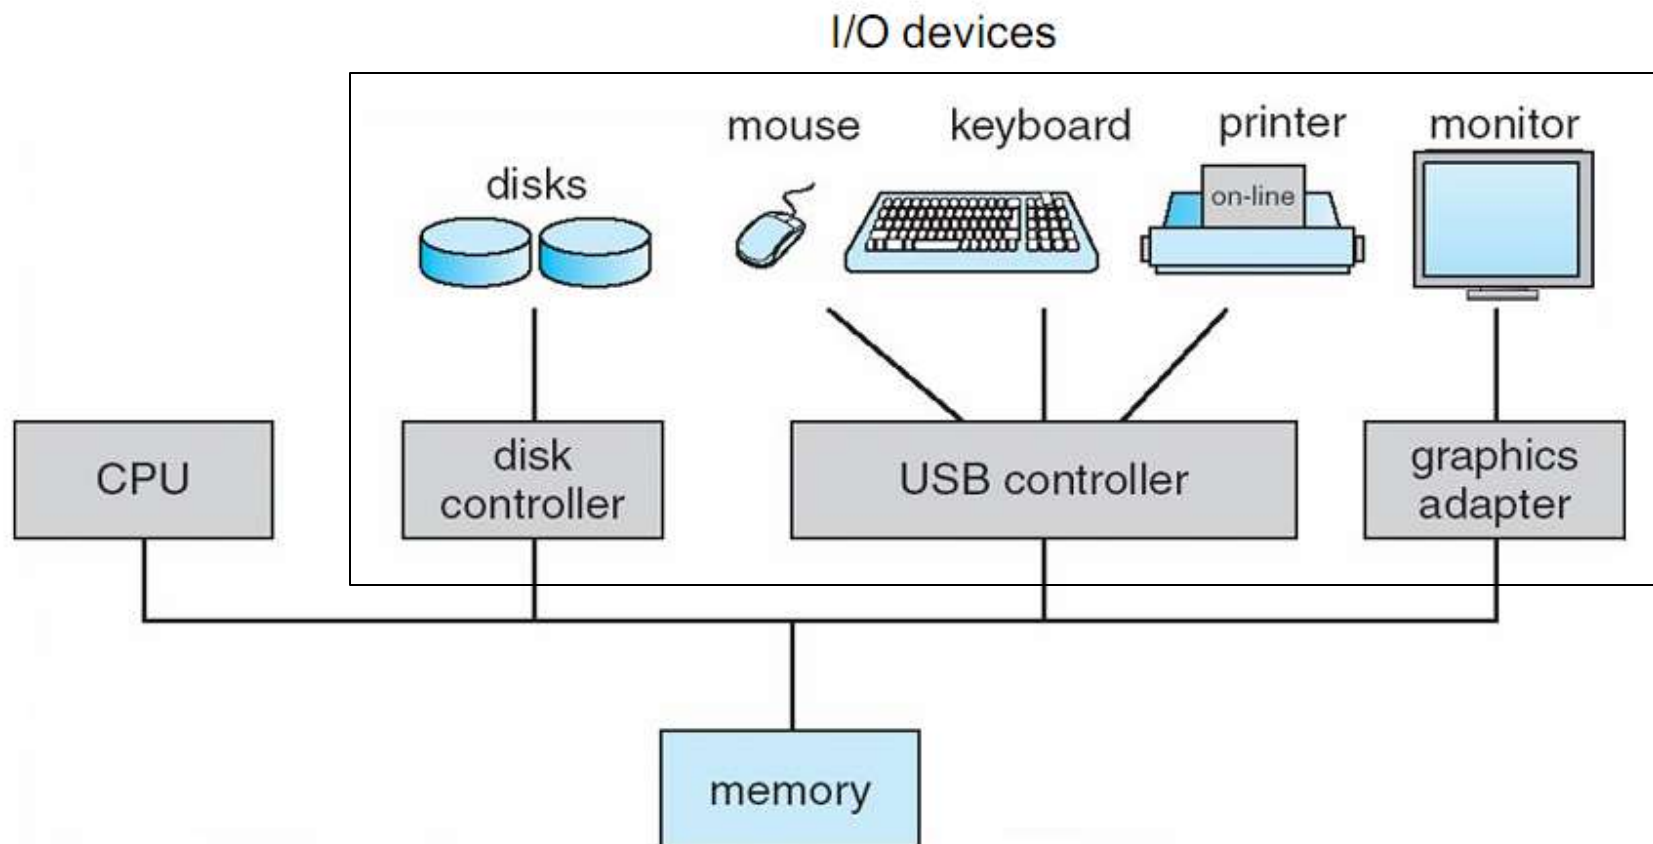 I/O devices
mouse
keyboard
printer
monitor
disks
on-line
CPU
disk
controller
USB controller
graphics
adapter
memory